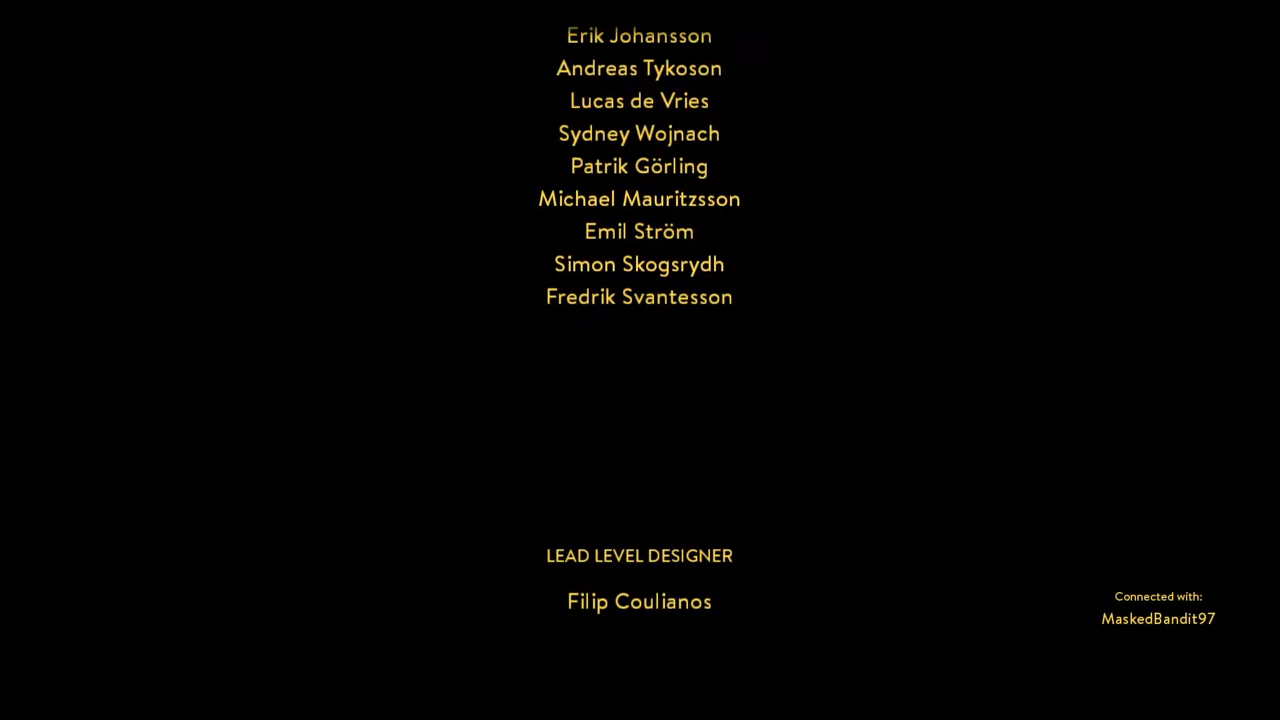 Erik Johansson
Andreas Tykoson
Lucas de Vries
Sydney Wojnach
Patrik Görling
Michael Mauritzsson
Emil Ström
Simon Skogsrydh
Fredrik Svantesson
LEAD LEVEL DESIGNER
Filip Coulianos
Connected with:
MaskedBandit97